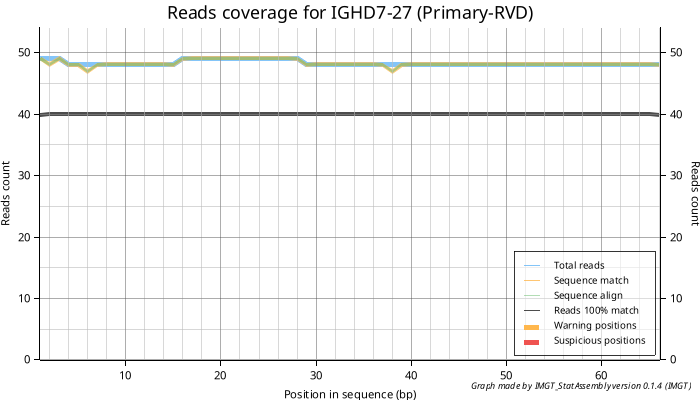 Reads coverage for IGHD7-27 (Primary-RVD)
50
50
40
40
30
30
20
20
10
10
0
0
Reads count
Reads count
Total reads
Sequence match
Sequence align
Reads 100% match
Warning positions
Suspicious positions
10
20
30
40
50
60
Position in sequence (bp)
Graph made by IMGT_StatAssembly version 0.1.4 (IMGT)